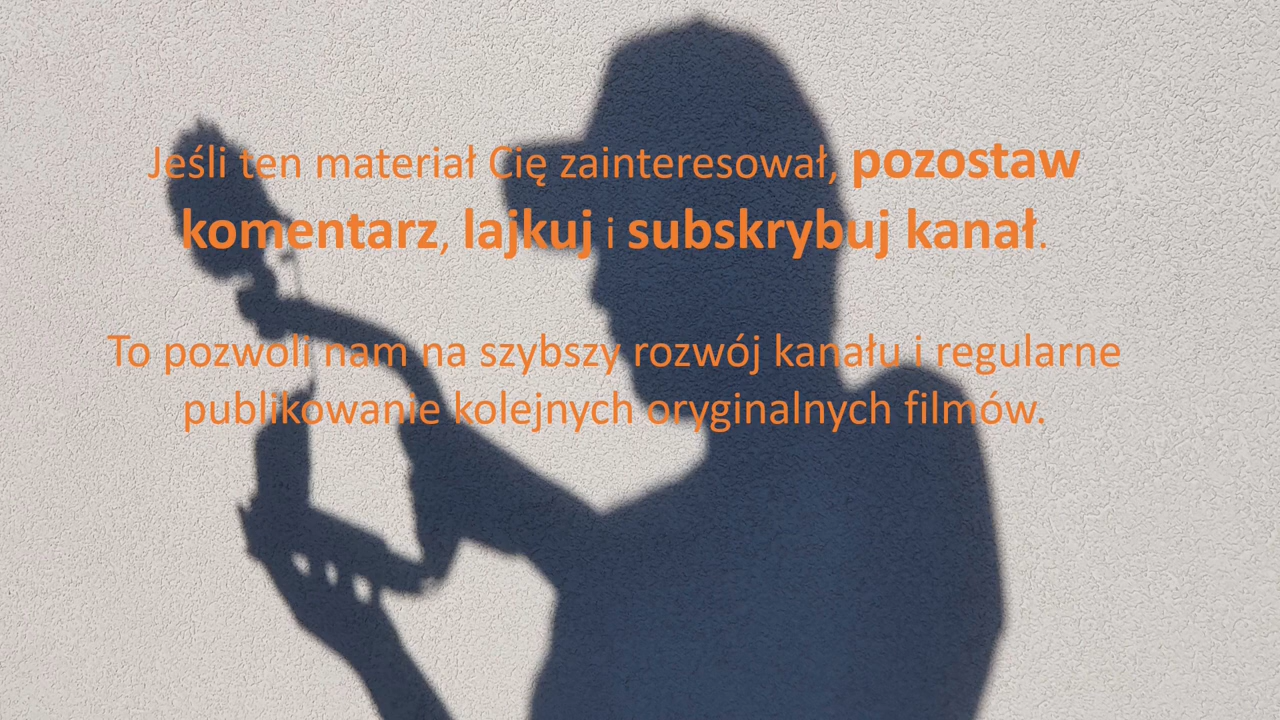 Jeśli ten materiał Cię zainteresował, pozostaw
komentarz, lajkuj i subskrybuj kanał.
To pozwoli nam na szybszy rozwój kanału i regularne
publikowanie kolejnych oryginalnych filmów.